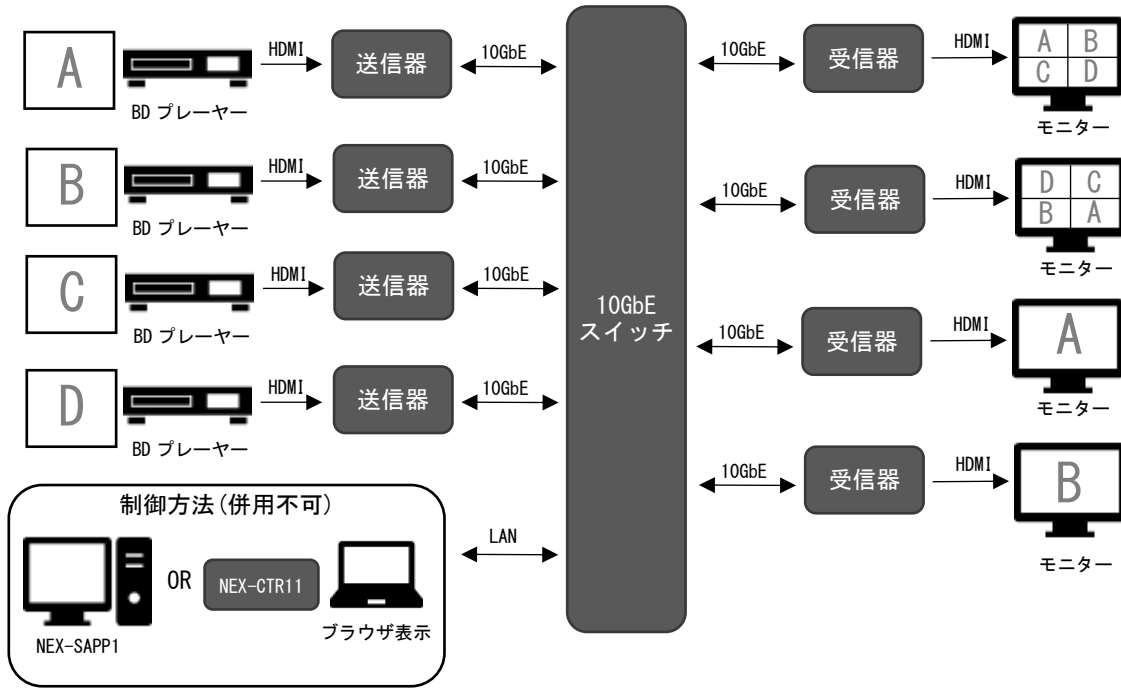 A
BD プレーヤー
HDMI
送信器
10GbE
B
BD プレーヤー
HDMI
送信器
10GbE
C
BD プレーヤー
HDMI
送信器
10GbE
D
BD プレーヤー
HDMI
送信器
10GbE
制御方法(併用不可)
NEX-SAPP1
OR
NEX-CTR11
ブラウザ表示
LAN
10GbE
スイッチ
10GbE
受信器
HDMI
A B
C D
モニター
10GbE
受信器
HDMI
D C
B A
モニター
10GbE
受信器
HDMI
A
モニター
10GbE
受信器
HDMI
B
モニター